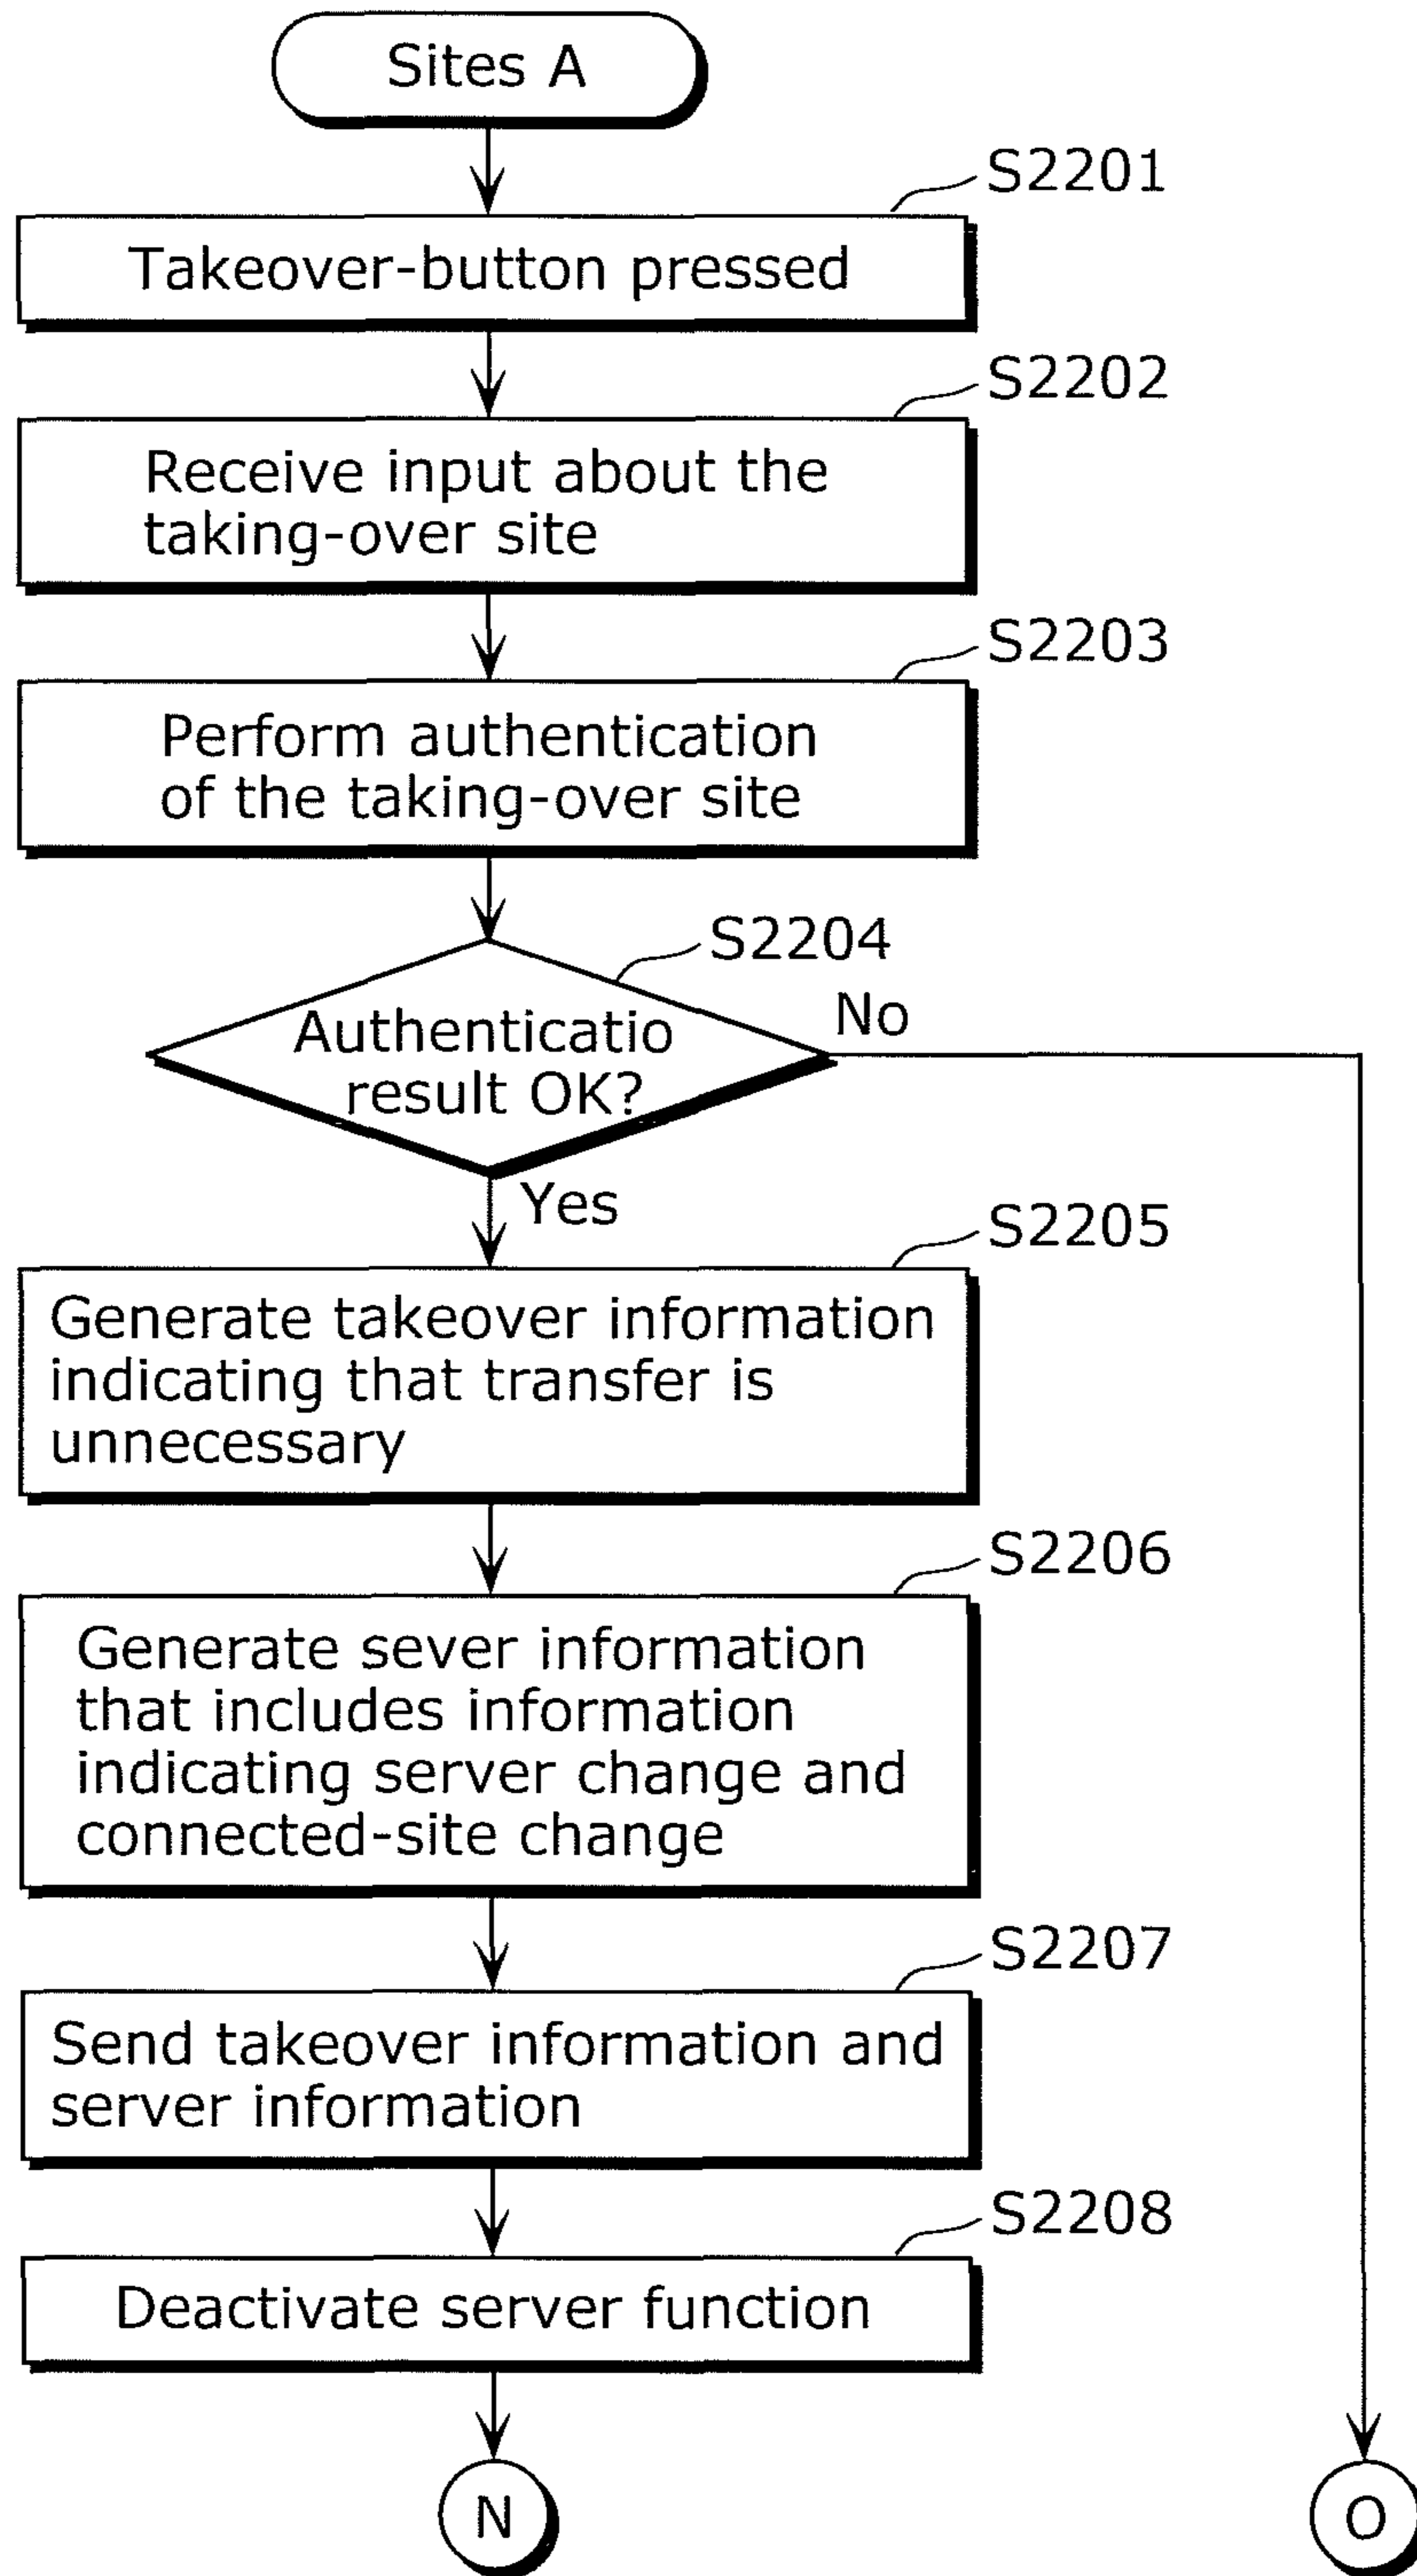 Sites A
S2201
Takeover-button pressed
S2202
Receive input about the
taking-over site
S2203
Perform authentication
of the taking-over site
S2204
Authenticatio
result OK?
No
Yes
S2205
Generate takeover information
indicating that transfer is
unnecessary
S2206
Generate sever information
that includes information
indicating server change and
connected-site change
S2207
Send takeover information and
server information
S2208
Deactivate server function
N
O